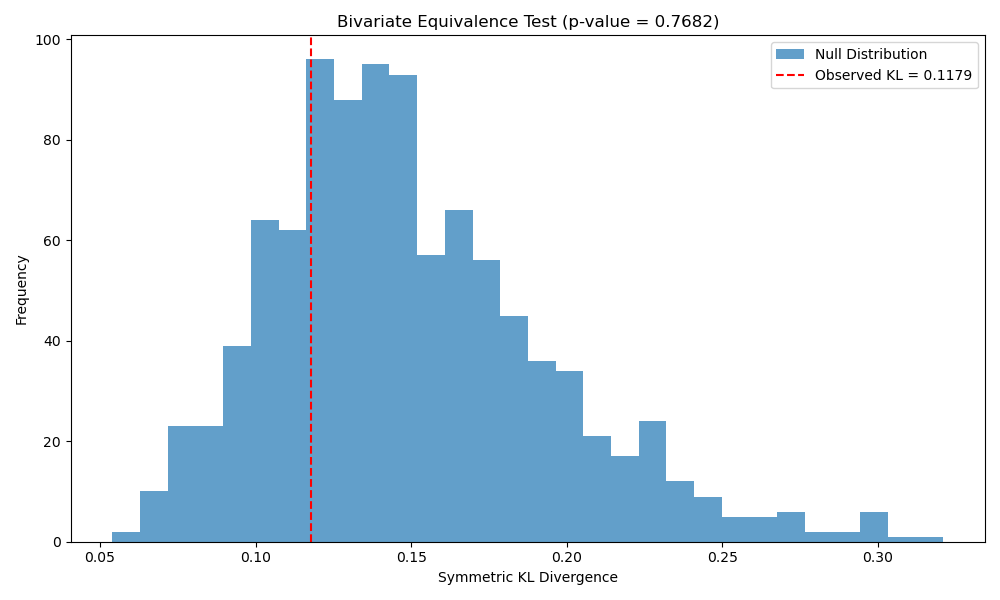 Bivariate Equivalence Test (p-value = 0.7682)
Null Distribution
Observed KL = 0.1179
Frequency
100
80
60
40
20
0
0.05 0.10 0.15 0.20 0.25 0.30
Symmetric KL Divergence